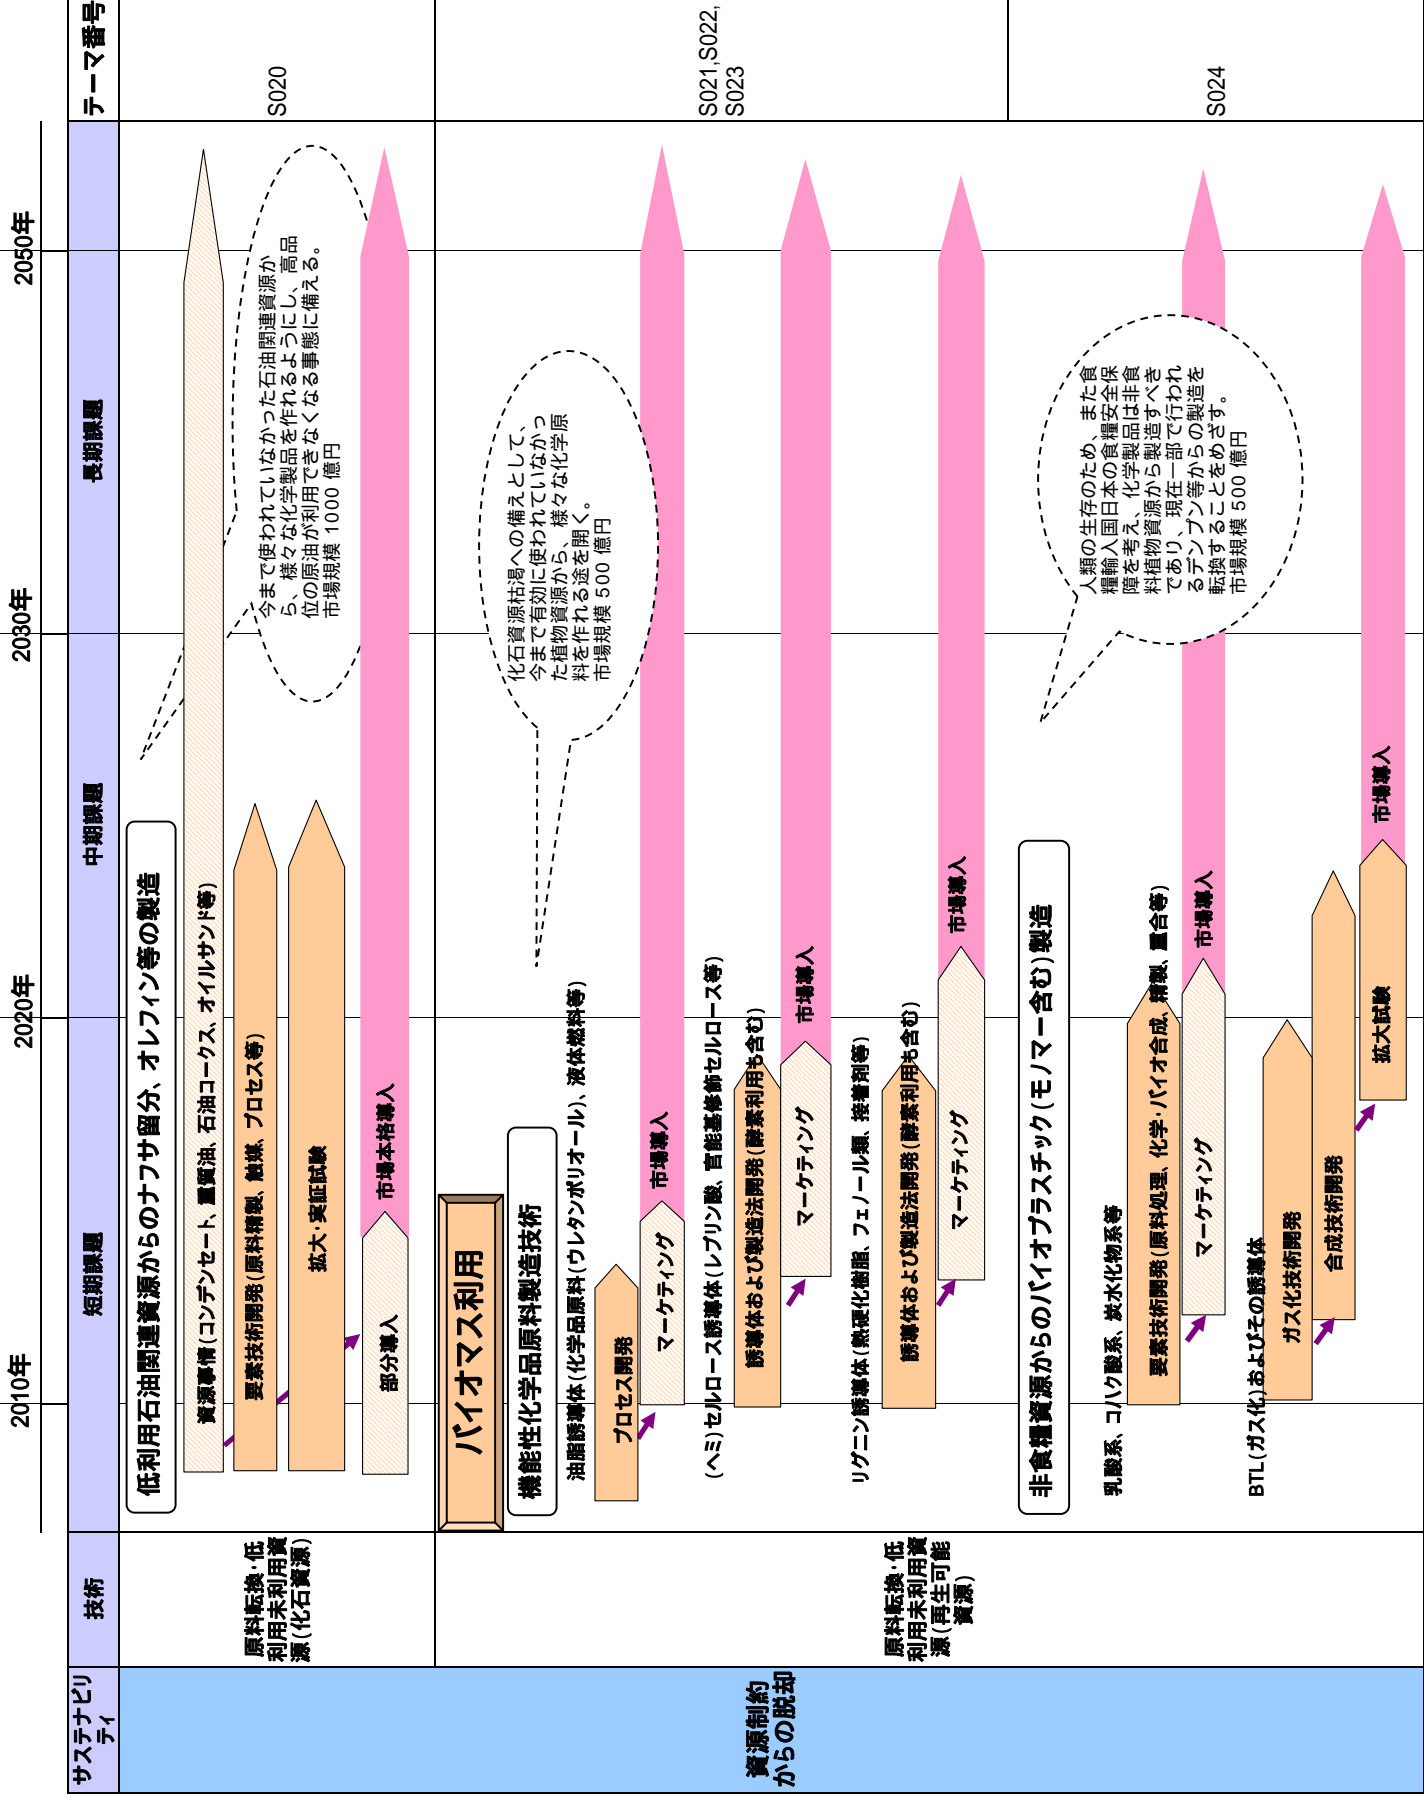 2010年
2020年
2030年
2050年
サステナビリ
ティ
技術
短期課題
中期課題
長期課題
テーマ番号
資源制約
からの脱却
原料転換・低
利用未利用資
源(化石資源)
低利用石油関連資源からのナフサ留分、オレフィン等の製造
資源事情(コンデンセート、重質油、石油コークス、オイルサンド等)
要素技術開発(原料精製、触媒、プロセス等)
拡大・実証試験
部分導入
市場本格導入
今まで使われていなかった石油関連資源か
ら、様々な化学製品を作れるようにし、高品
位の原油が利用できなくなる事態に備える。
市場規模 1000 億円
S020
原料転換・低
利用未利用資
源(再生可能
資源)
バイオマス利用
機能性化学品原料製造技術
油脂誘導体(化学品原料(ウレタンポリオール)、液体燃料等)
プロセス開発
マーケティング
市場導入
化石資源枯渇への備えとして、
今まで有効に使われていなかっ
た植物資源から、様々な化学原
料を作れる途を開く。
市場規模 500 億円
(ヘミ)セルロース誘導体(レブリン酸、官能基修飾セルロース等)
誘導体および製造法開発(酵素利用も含む)
マーケティング
市場導入
リグニン誘導体(熱硬化樹脂、フェノール類、接着剤等)
誘導体および製造法開発(酵素利用も含む)
マーケティング
市場導入
S021,S022,
S023
非食糧資源からのバイオプラスチック(モノマー含む)製造
乳酸系、コハク酸系、炭水化物系等
要素技術開発(原料処理、化学・バイオ合成、精製、重合等)
マーケティング
市場導入
人類の生存のため、また食
糧輸入国日本の食糧安全保
障を考え、化学製品は非食
料植物資源から製造すべき
であり、現在一部で行われ
るデンプン等からの製造を
転換することをめざす。
市場規模 500 億円
BTL(ガス化)およびその誘導体
ガス化技術開発
合成技術開発
拡大試験
市場導入
S024